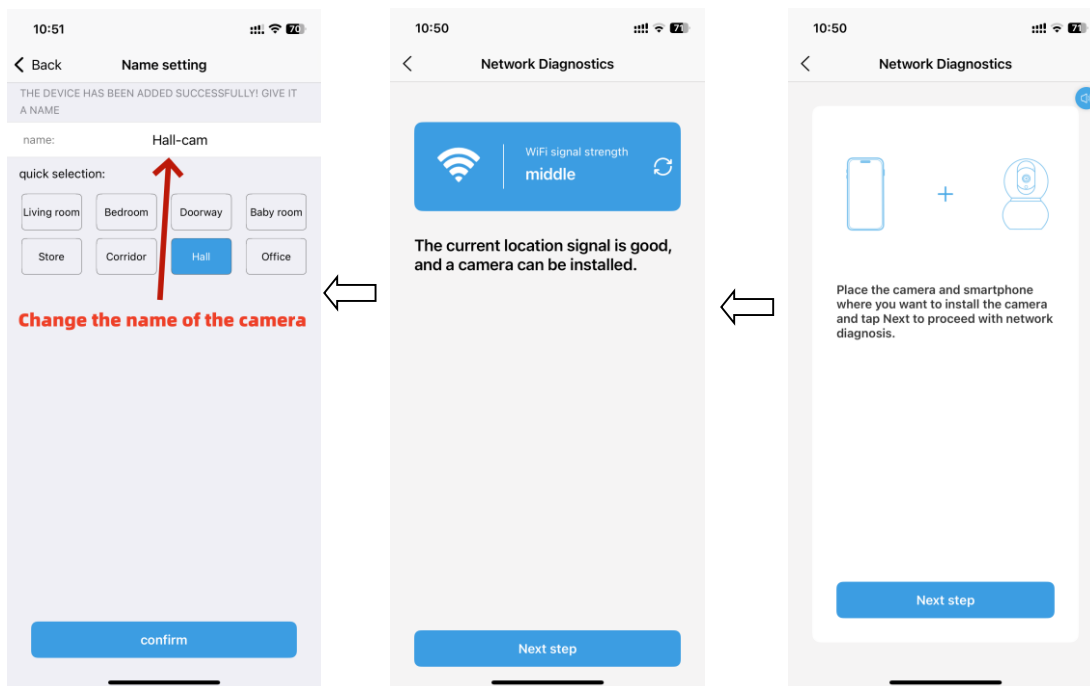 10:51
70
Back
Name setting
THE DEVICE HAS BEEN ADDED SUCCESSFULLY! GIVE IT
A NAME
name:
Hall-cam
quick selection:
Living room
Bedroom
Doorway
Baby room
Store
Corridor
Hall
Office
Change the name of the camera
confirm
10:50
71
Network Diagnostics
WiFi signal strength
middle
The current location signal is good,
and a camera can be installed.
Next step
10:50
71
Network Diagnostics
+
Place the camera and smartphone
where you want to install the camera
and tap Next to proceed with network
diagnosis.
Next step